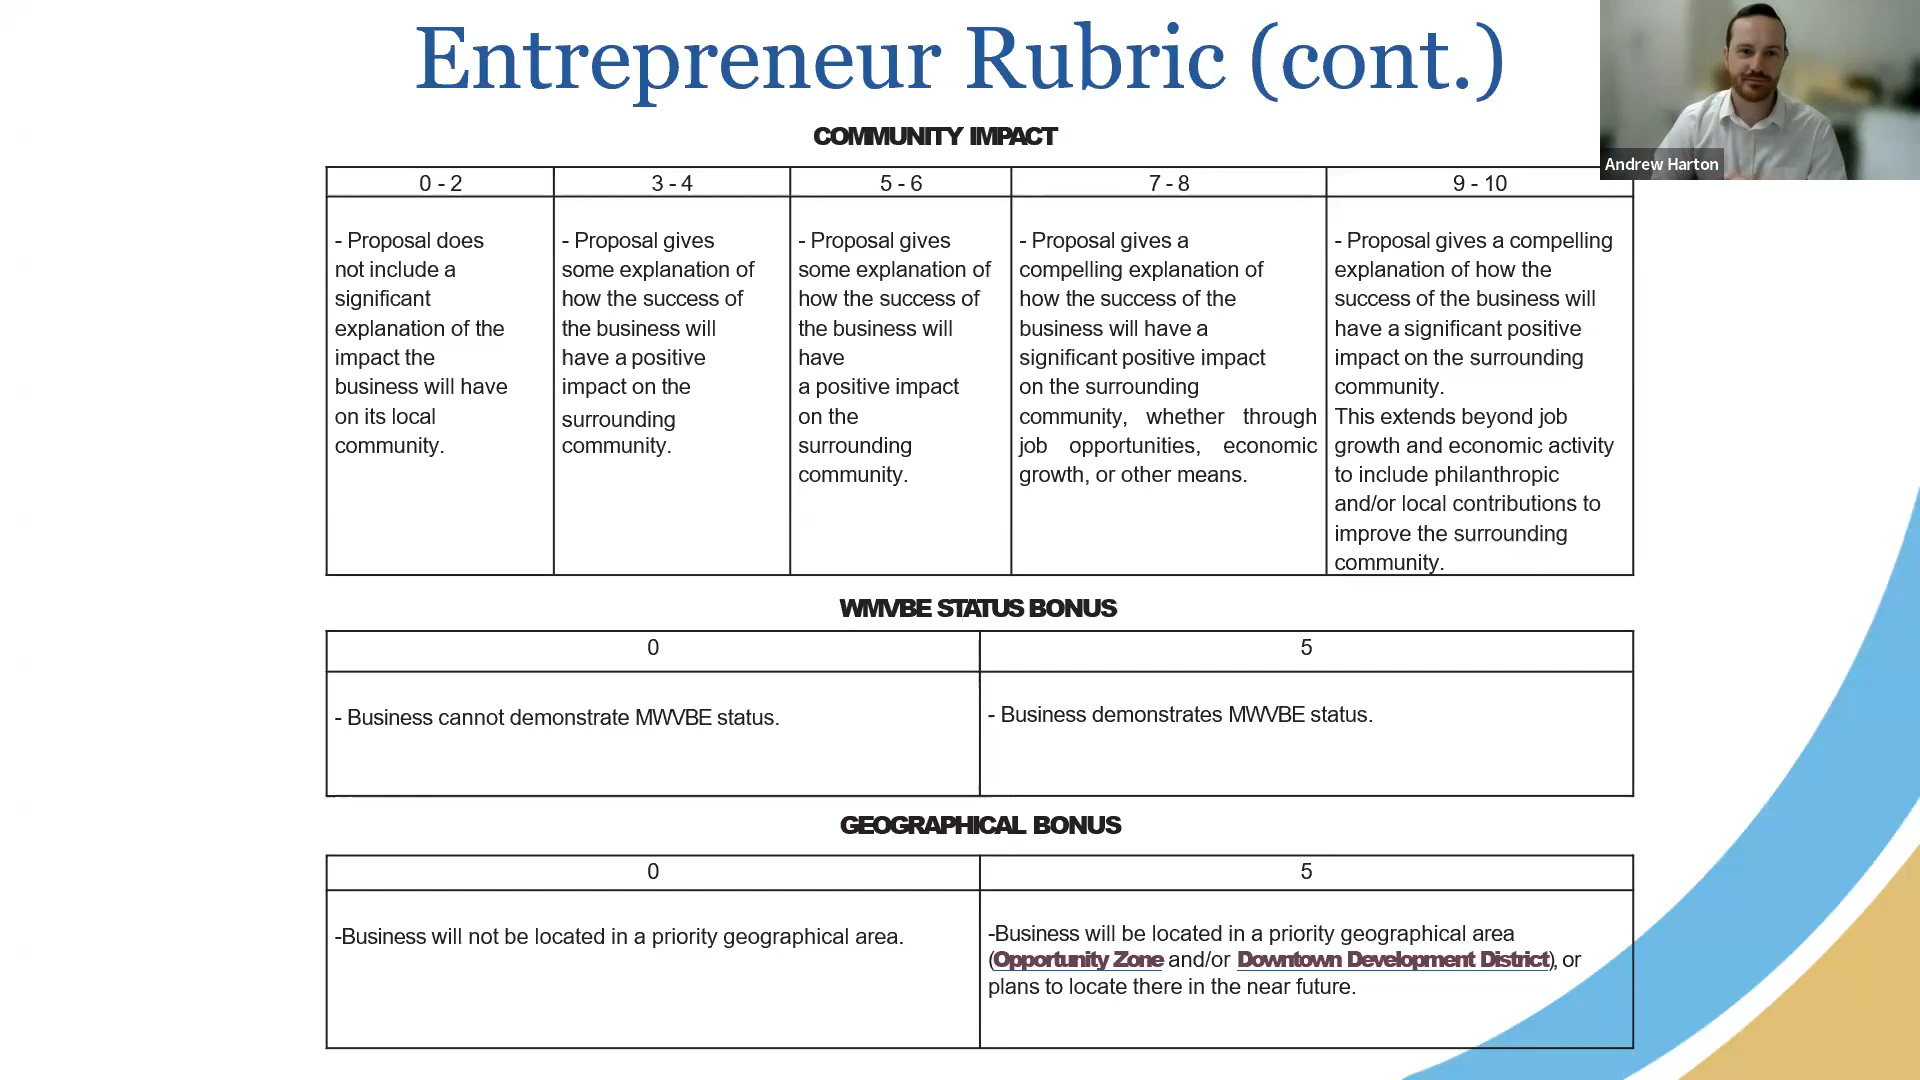 Entrepreneur Rubric (cont.)
Andrew Harton
COMMUNITY IMPACT
0 - 2
3 - 4
5 - 6
7 - 8
9 - 10
- Proposal does
not include a
significant
explanation of the
impact the
business will have
on its local
community.
- Proposal gives
some explanation of
how the success of
the business will
have a positive
impact on the
surrounding
community.
- Proposal gives
some explanation of
how the success of
the business will
have
a positive impact
on the
surrounding
community.
- Proposal gives a
compelling explanation of
how the success of the
business will have a
significant positive impact
on the surrounding
community, whether through
job opportunities, economic
growth, or other means.
- Proposal gives a compelling
explanation of how the
success of the business will
have a significant positive
impact on the surrounding
community.
This extends beyond job
growth and economic activity
to include philanthropic
and/or local contributions to
improve the surrounding
community.
WMVBE STATUS BONUS
0
5
- Business cannot demonstrate MWVBE status.
- Business demonstrates MWVBE status.
GEOGRAPHICAL BONUS
0
5
-Business will not be located in a priority geographical area.
-Business will be located in a priority geographical area
(Opportunity Zone and/or Downtown Development District), or
plans to locate there in the near future.